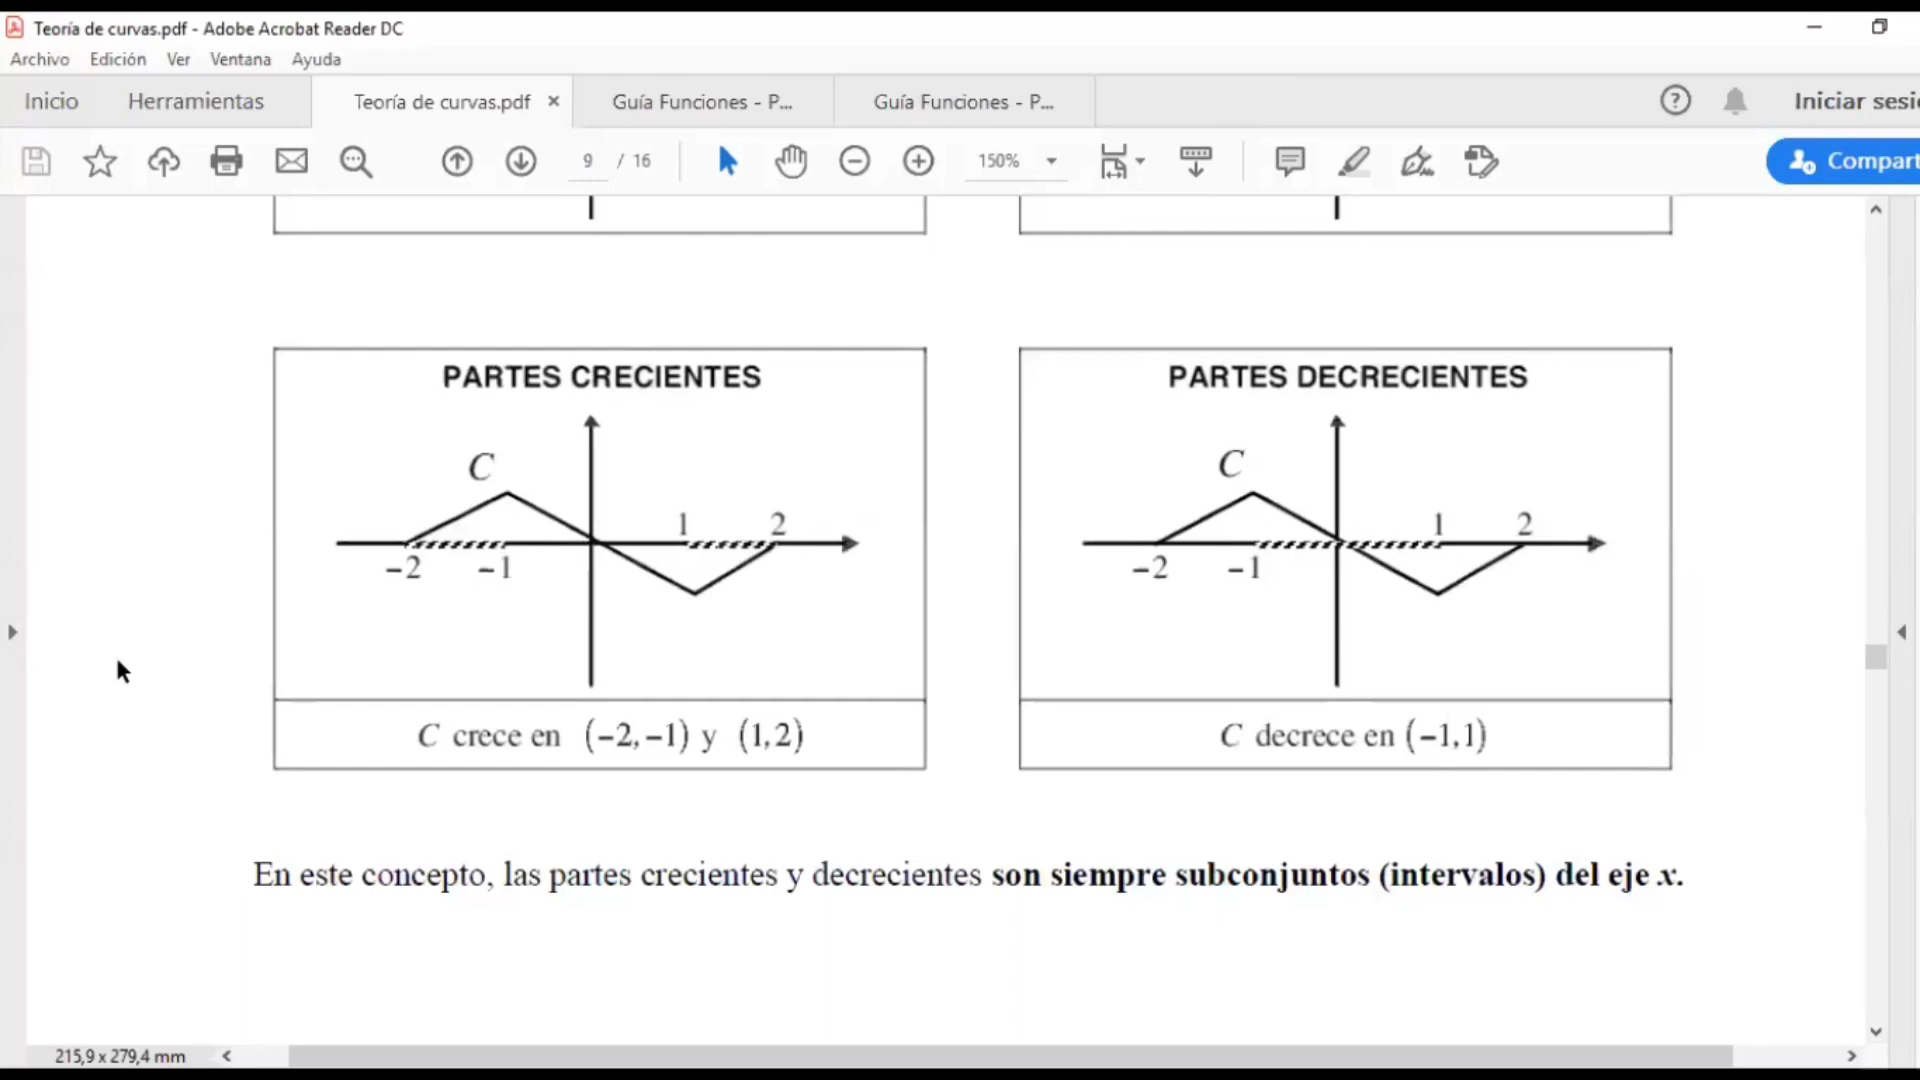 Teoría de curvas.pdf - Adobe Acrobat Reader DC
Archivo Edición Ver Ventana Ayuda
Inicio Herramientas Teoría de curvas.pdf × Guía Funciones - P... Guía Funciones - P... ? Iniciar sesi
9 / 16 150% Compart
PARTES CRECIENTES
C
1 2
-2 -1
C crece en (-2,-1) y (1,2)
PARTES DECRECIENTES
C
1 2
-2 -1
C decrece en (-1,1)
En este concepto, las partes crecientes y decrecientes son siempre subconjuntos (intervalos) del eje x.
215,9 x 279,4 mm